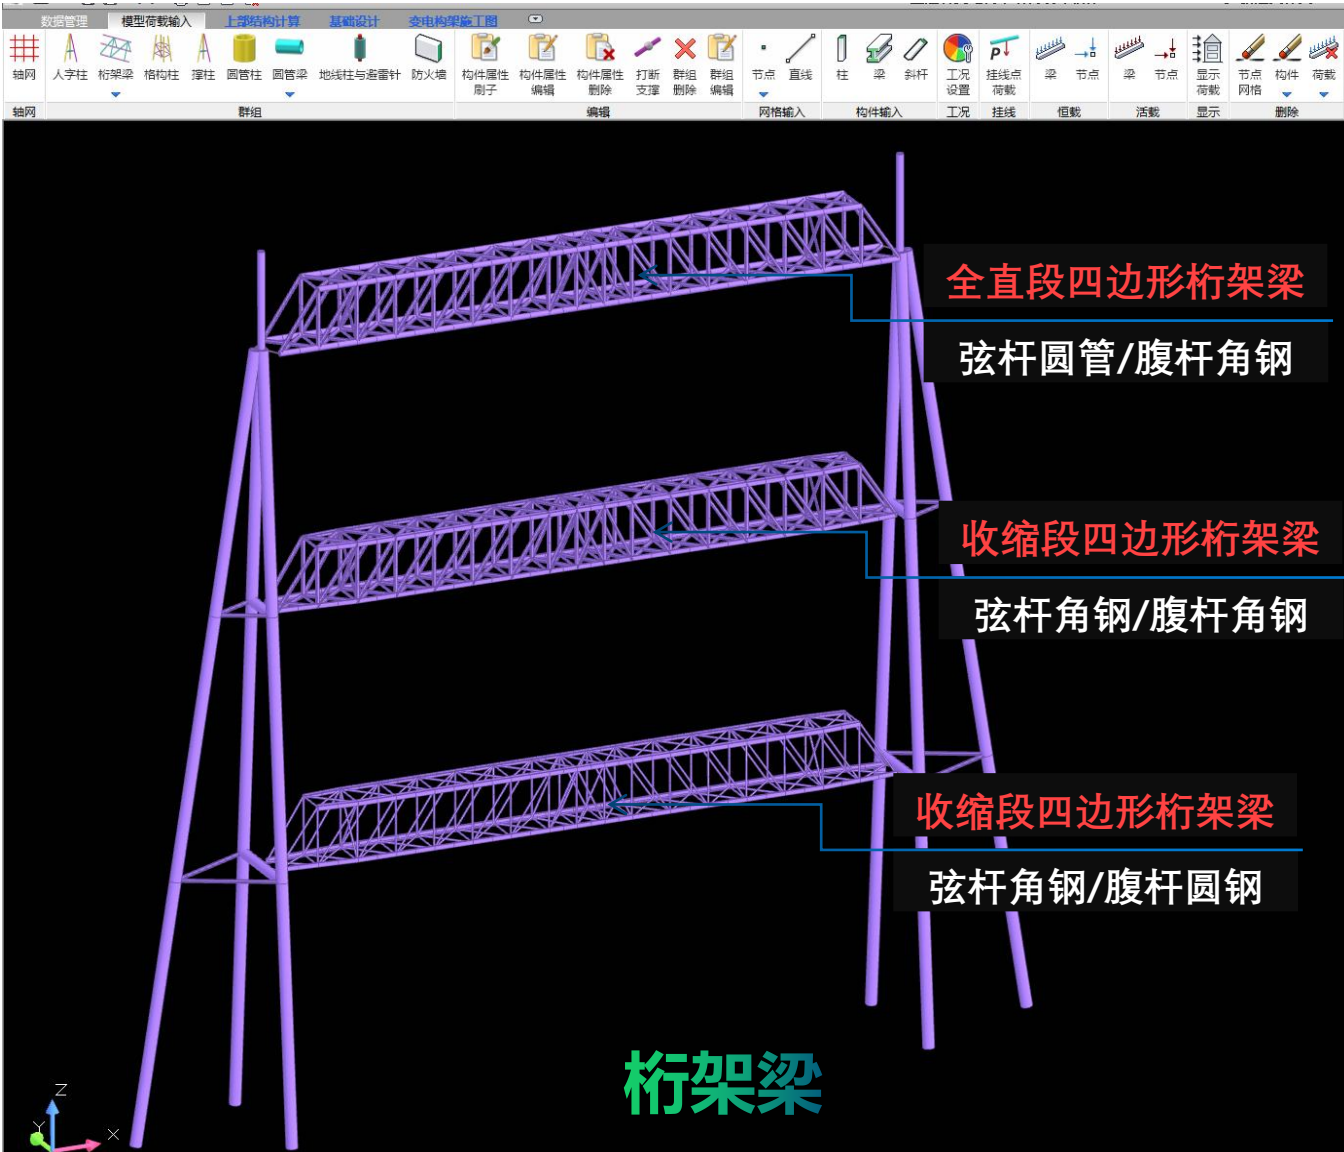 数据管理 模型荷载输入 上部结构计算 基础设计 变电构架施工图
轴网 人字柱 桁架梁 格构柱 撑柱 圆管柱 圆管梁 地线柱与避雷针 防火墙 构件属性刷子 构件属性编辑 构件属性删除 打断支撑 群组删除 群组编辑 节点 直线 柱 梁 斜杆 工况设置 挂线点荷载 梁 节点 梁 节点 显示荷载 节点网格 构件 荷载
轴网 群组 编辑 网格输入 构件输入 工况 挂线 恒载 活载 显示 删除
全直段四边形桁架梁
弦杆圆管/腹杆角钢
收缩段四边形桁架梁
弦杆角钢/腹杆角钢
收缩段四边形桁架梁
弦杆角钢/腹杆圆钢
桁架梁
Z
Y
X